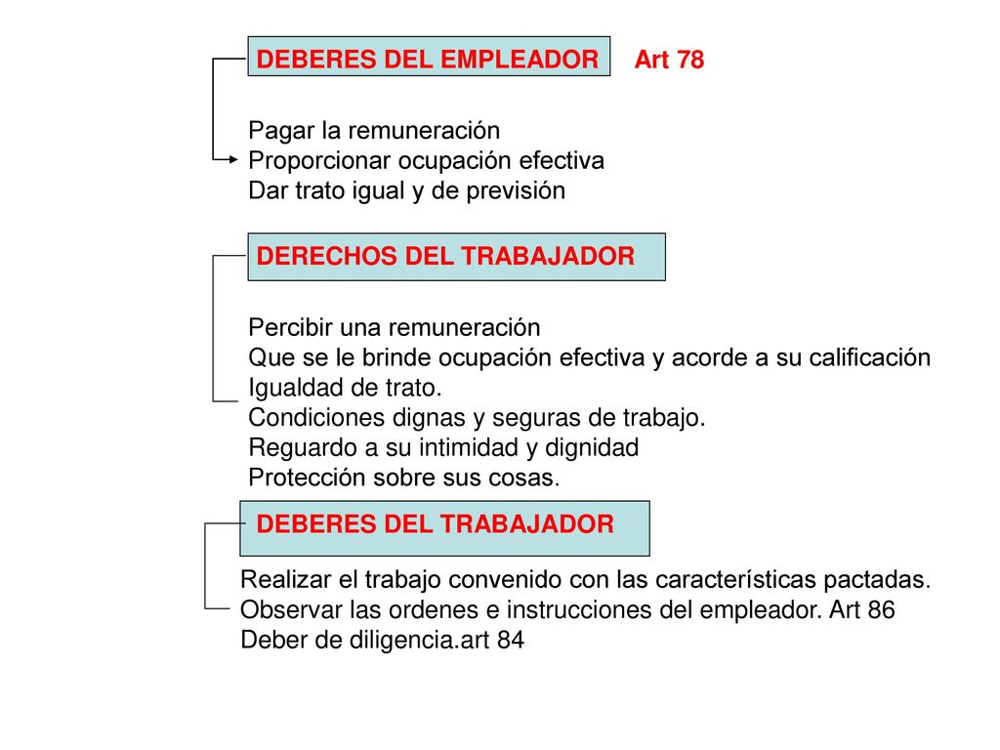 DEBERES DEL EMPLEADOR Art 78
Pagar la remuneración
Proporcionar ocupación efectiva
Dar trato igual y de previsión
DERECHOS DEL TRABAJADOR
Percibir una remuneración
Que se le brinde ocupación efectiva y acorde a su calificación
Igualdad de trato.
Condiciones dignas y seguras de trabajo.
Reguardo a su intimidad y dignidad
Protección sobre sus cosas.
DEBERES DEL TRABAJADOR
Realizar el trabajo convenido con las características pactadas.
Observar las ordenes e instrucciones del empleador. Art 86
Deber de diligencia.art 84